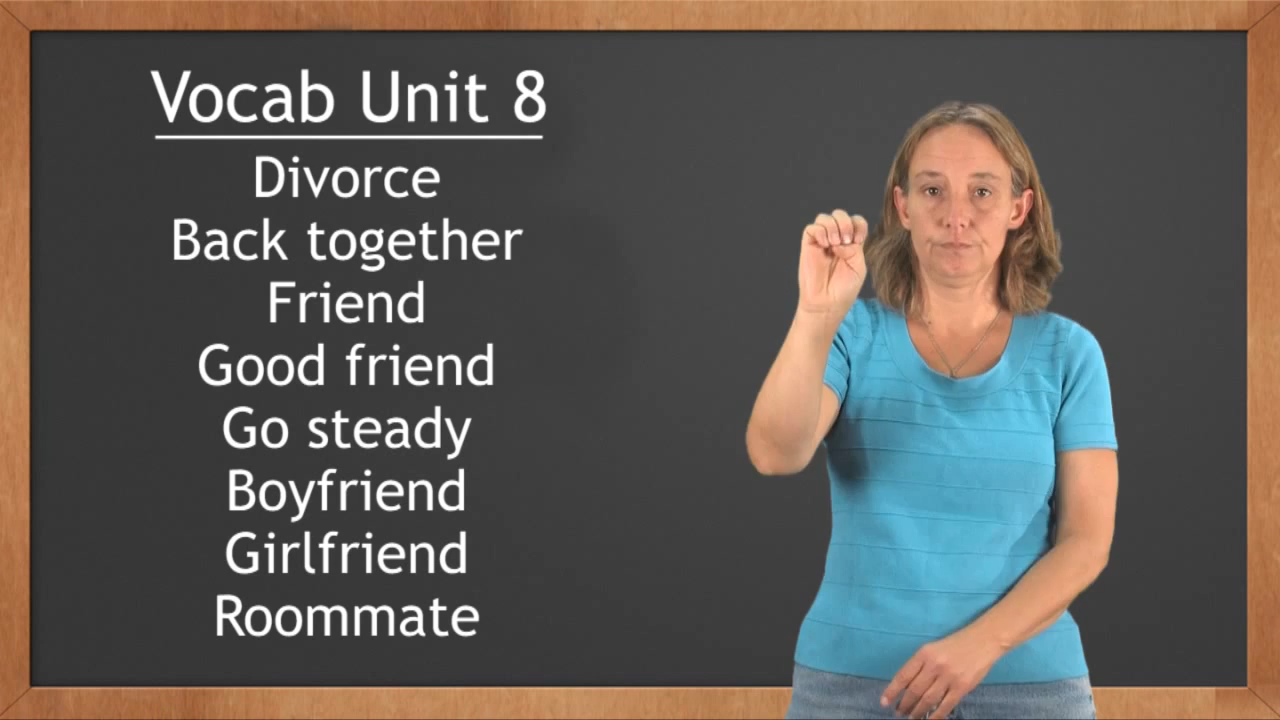 Vocab Unit 8
Divorce
Back together
Friend
Good friend
Go steady
Boyfriend
Girlfriend
Roommate